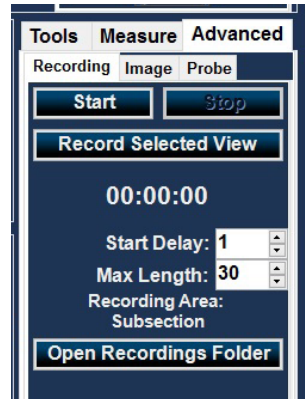 Tools Measure Advanced
Recording Image Probe
Start Stop
Record Selected View
00:00:00
Start Delay: 1
Max Length: 30
Recording Area:
Subsection
Open Recordings Folder